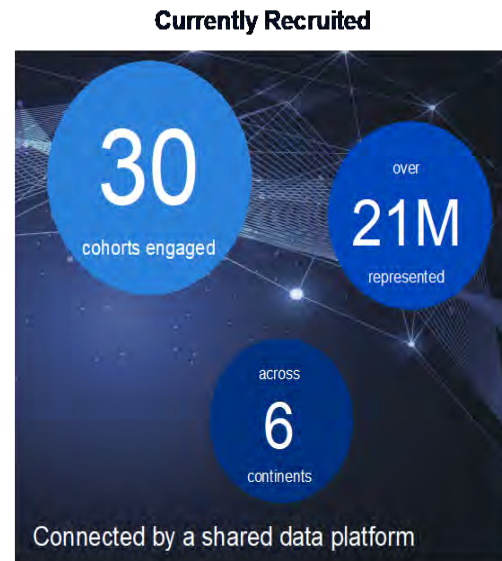 Currently Recruited
30
cohorts engaged
over
21M
represented
across
6
continents
Connected by a shared data platform